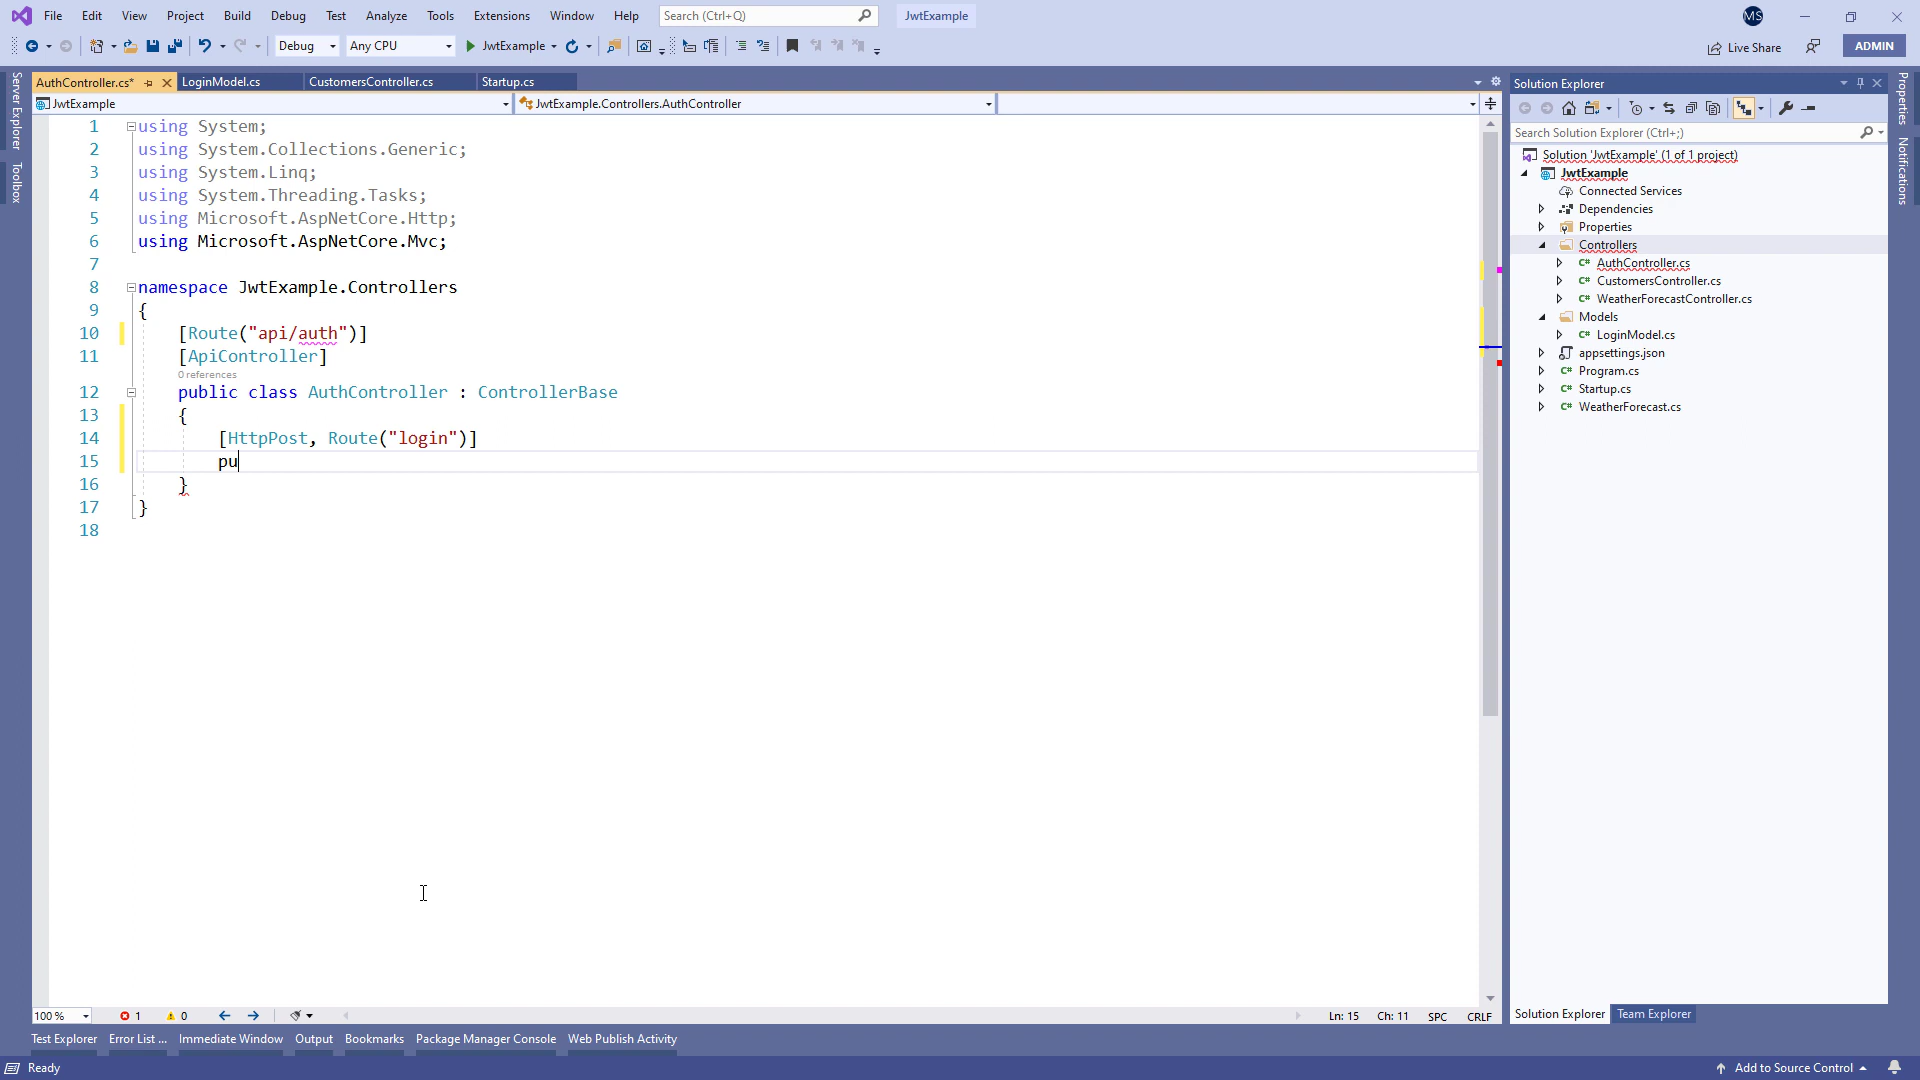 File Edit View Project Build Debug Test Analyze Tools Extensions Window Help Search (Ctrl+Q) JwtExample MS
Debug Any CPU JwtExample Live Share ADMIN
Server Explorer
Toolbox
AuthController.cs* LoginModel.cs CustomersController.cs Startup.cs
JwtExample JwtExample.Controllers.AuthController
1 using System;
2 using System.Collections.Generic;
3 using System.Linq;
4 using System.Threading.Tasks;
5 using Microsoft.AspNetCore.Http;
6 using Microsoft.AspNetCore.Mvc;
7
8 namespace JwtExample.Controllers
9 {
10 [Route("api/auth")]
11 [ApiController]
0 references
12 public class AuthController : ControllerBase
13 {
14 [HttpPost, Route("login")]
15 pu
16 }
17 }
18
100 % 1 0 Ln: 15 Ch: 11 SPC CRLF
Solution Explorer
Search Solution Explorer (Ctrl+;)
Solution 'JwtExample' (1 of 1 project)
JwtExample
Connected Services
Dependencies
Properties
Controllers
C# AuthController.cs
C# CustomersController.cs
C# WeatherForecastController.cs
Models
C# LoginModel.cs
appsettings.json
C# Program.cs
C# Startup.cs
C# WeatherForecast.cs
Solution Explorer Team Explorer
Properties
Notifications
Test Explorer Error List ... Immediate Window Output Bookmarks Package Manager Console Web Publish Activity
Ready Add to Source Control